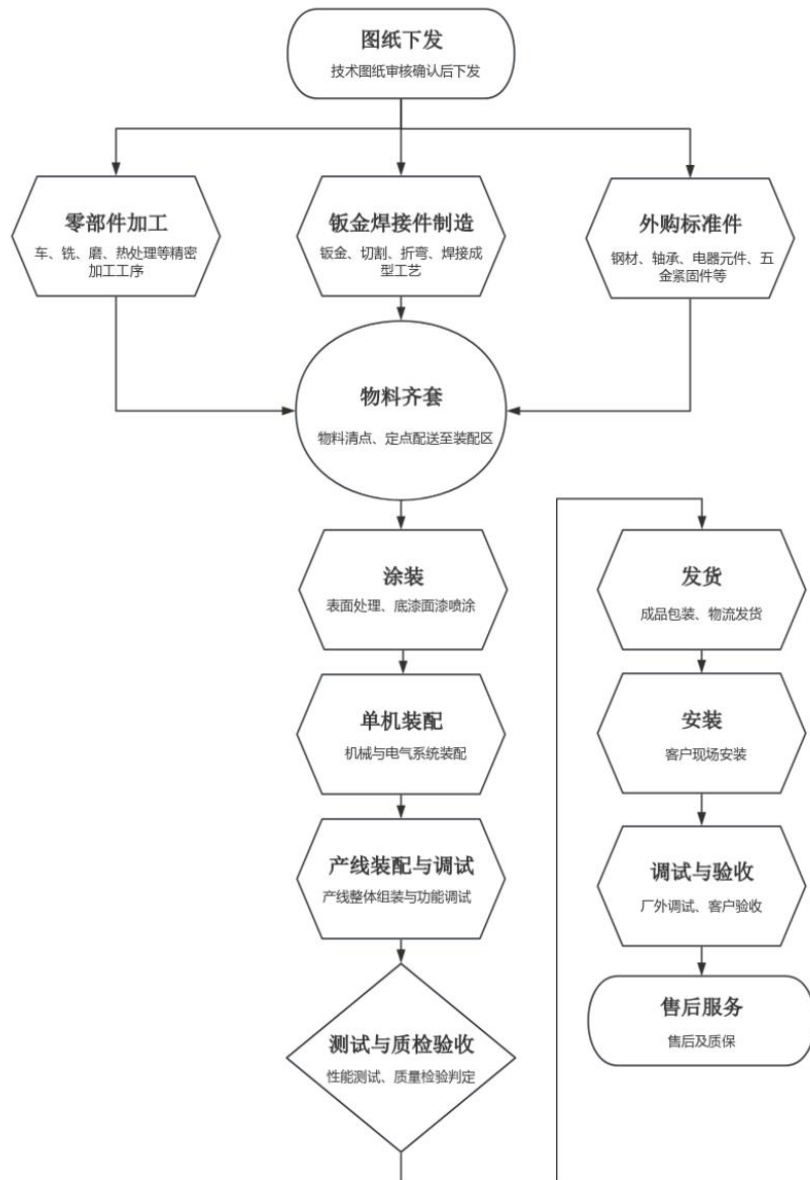 图纸下发
技术图纸审核确认后下发
零部件加工
车、铣、磨、热处理等精密
加工工序
钣金焊接件制造
钣金、切割、折弯、焊接成
型工艺
外购标准件
钢材、轴承、电器元件、五
金紧固件等
物料齐套
物料清点、定点配送至装配区
涂装
表面处理、底漆面漆喷涂
单机装配
机械与电气系统装配
产线装配与调试
产线整体组装与功能调试
测试与质检验收
性能测试、质量检验判定
发货
成品包装、物流发货
安装
客户现场安装
调试与验收
厂外调试、客户验收
售后服务
售后及质保